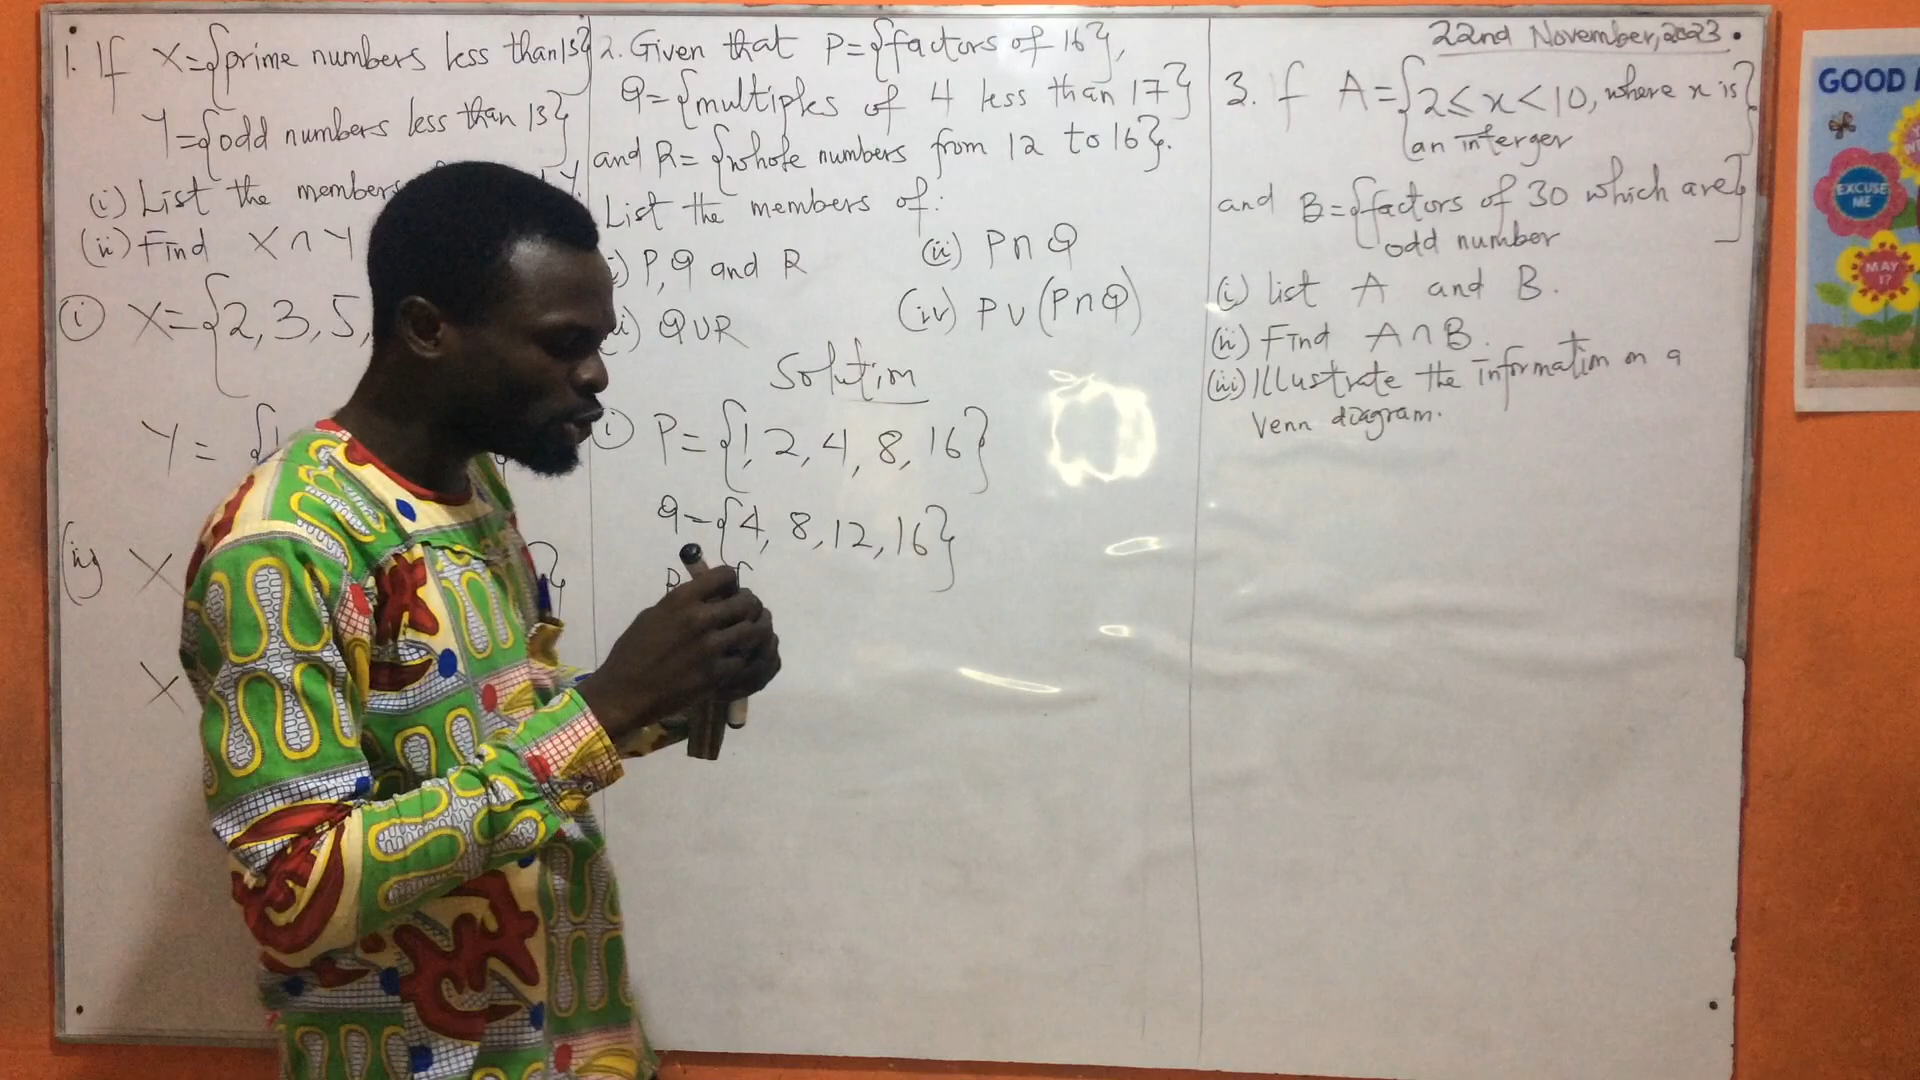 1. If X={prime numbers less than 13}
Y={odd numbers less than 13}
(i) List the members
(ii) Find X ∩ Y
(i) X={2, 3, 5,
Y = {1
(ii) X
X
2. Given that P={factors of 16},
Q={multiples of 4 less than 17}
and R= {whole numbers from 12 to 16}.
List the members of:
i) P, Q and R
(ii) P∩Q
QUR
(iv) PU(P∩Q)
Solution
(i) P={1, 2, 4, 8, 16}
Q={4, 8, 12, 16}
R
22nd November, 2023.
3. If A={2≤x<10, where x is
an interger}
and B={factors of 30 which are
odd number}
(i) list A and B.
(ii) Find A∩B.
(iii) Illustrate the information on a
Venn diagram.
GOOD
EXCUSE
ME
MAY
I?